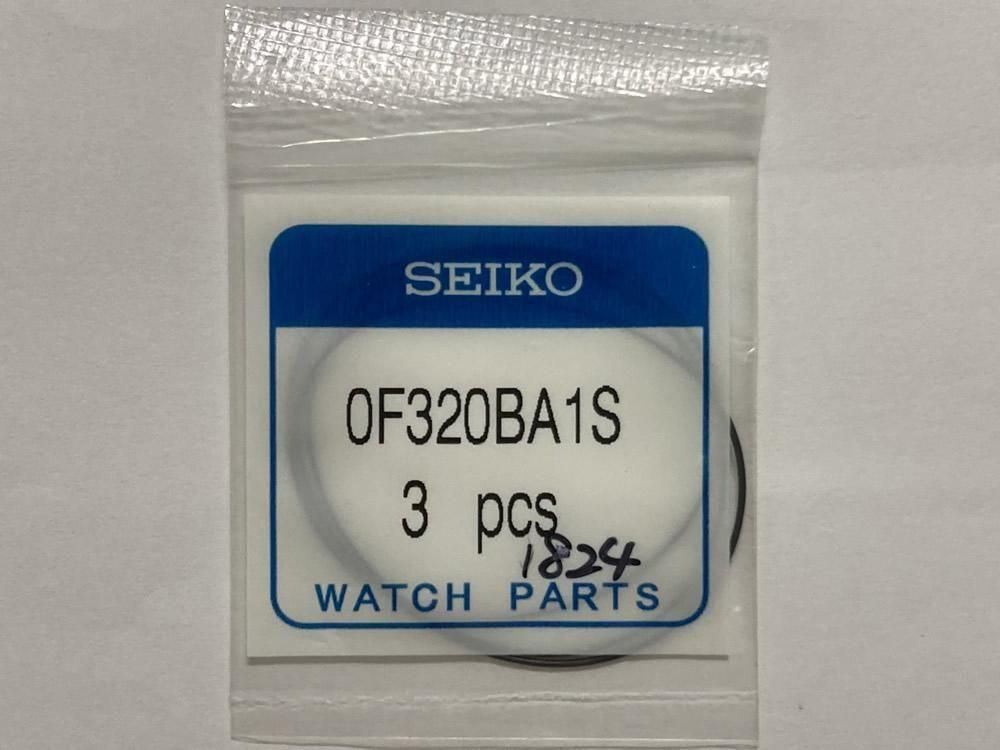 SEIKO
0F320BA1S
3 pcs
1824
WATCH PARTS